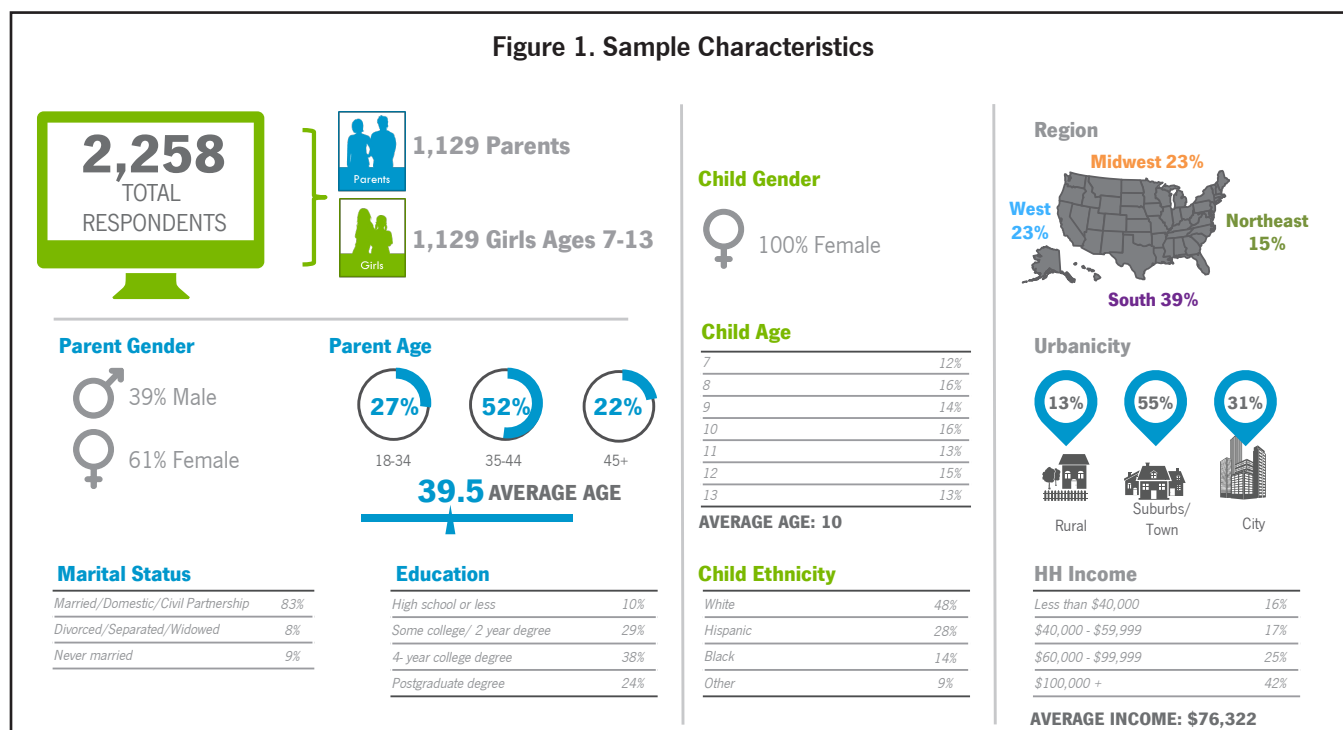 Figure 1. Sample Characteristics
2,258
TOTAL
RESPONDENTS
Parents
1,129 Parents
Girls
1,129 Girls Ages 7-13
Parent Gender
39% Male
61% Female
Parent Age
27%
52%
22%
18-34
35-44
45+
39.5 AVERAGE AGE
Marital Status
Married/Domestic/Civil Partnership 83%
Divorced/Separated/Widowed 8%
Never married 9%
Education
High school or less 10%
Some college/ 2 year degree 29%
4- year college degree 38%
Postgraduate degree 24%
Child Gender
100% Female
Child Age
7 12%
8 16%
9 14%
10 16%
11 13%
12 15%
13 13%
AVERAGE AGE: 10
Child Ethnicity
White 48%
Hispanic 28%
Black 14%
Other 9%
Region
Midwest 23%
West
23%
Northeast
15%
South 39%
Urbanicity
13%
55%
31%
Rural
Suburbs/
Town
City
HH Income
Less than $40,000 16%
$40,000 - $59,999 17%
$60,000 - $99,999 25%
$100,000 + 42%
AVERAGE INCOME: $76,322